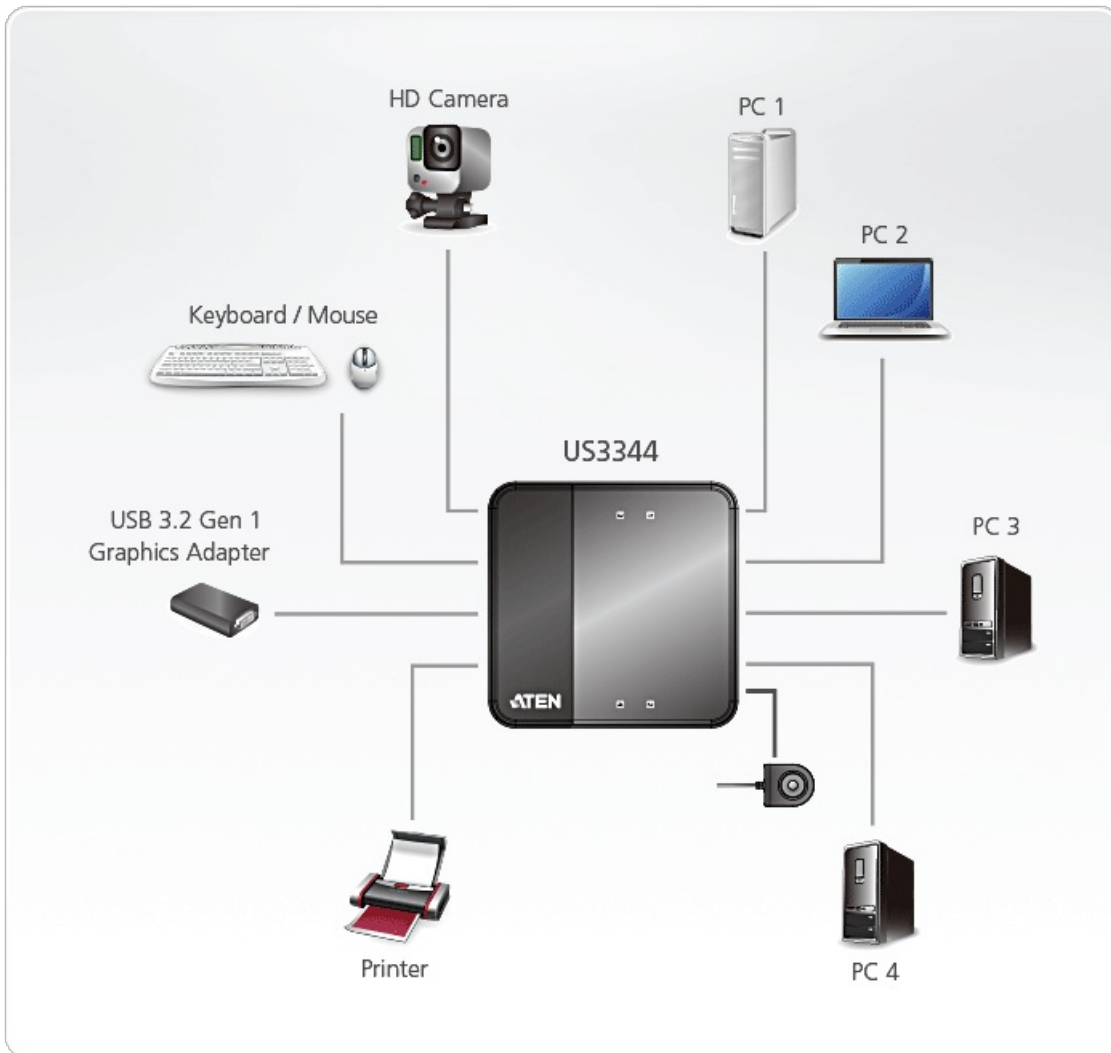 HD Camera
PC 1
PC 2
Keyboard / Mouse
US3344
USB 3.2 Gen 1
Graphics Adapter
PC 3
ATEN
Printer
PC 4